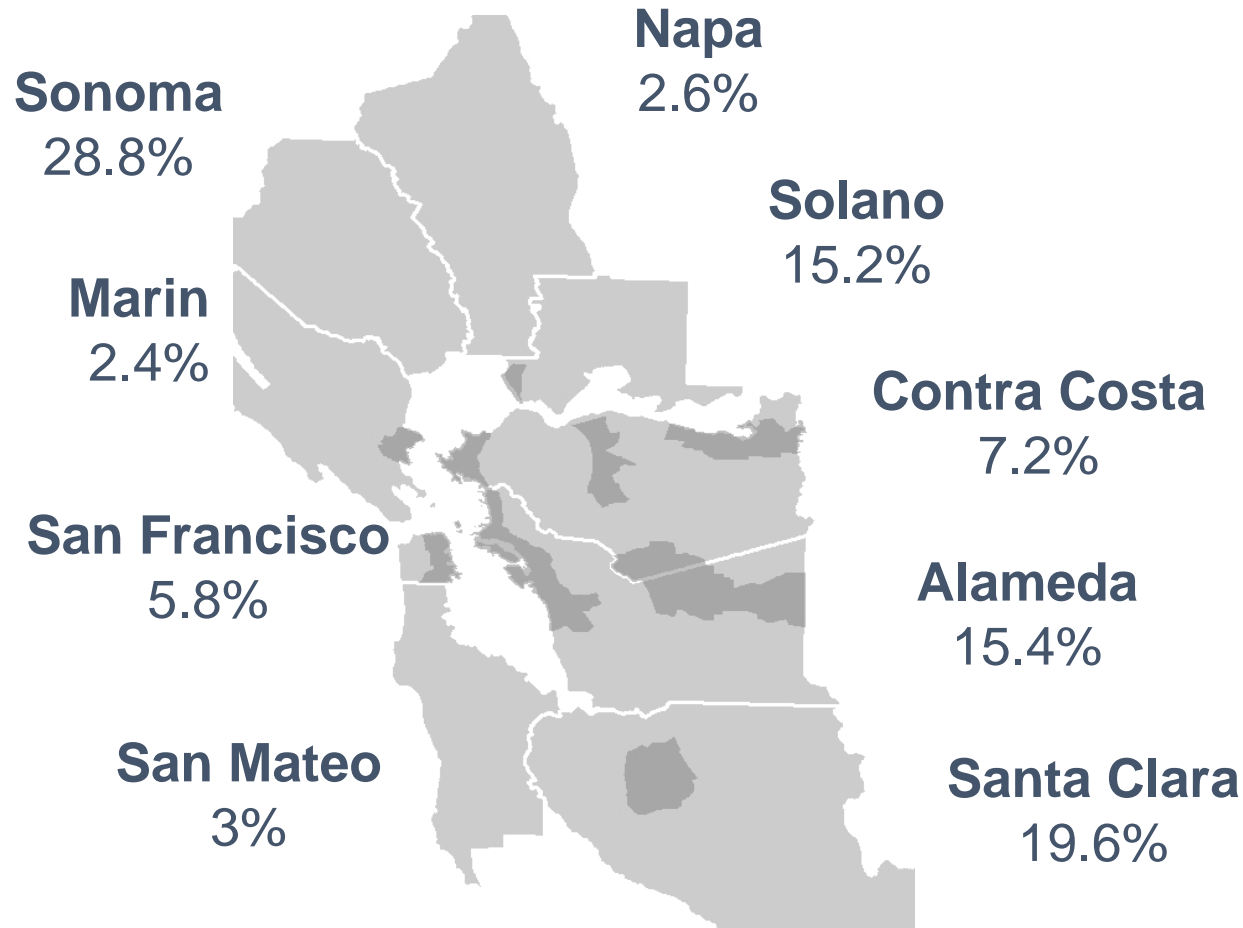 Napa
2.6%
Sonoma
28.8%
Solano
15.2%
Marin
2.4%
Contra Costa
7.2%
San Francisco
5.8%
Alameda
15.4%
San Mateo
3%
Santa Clara
19.6%